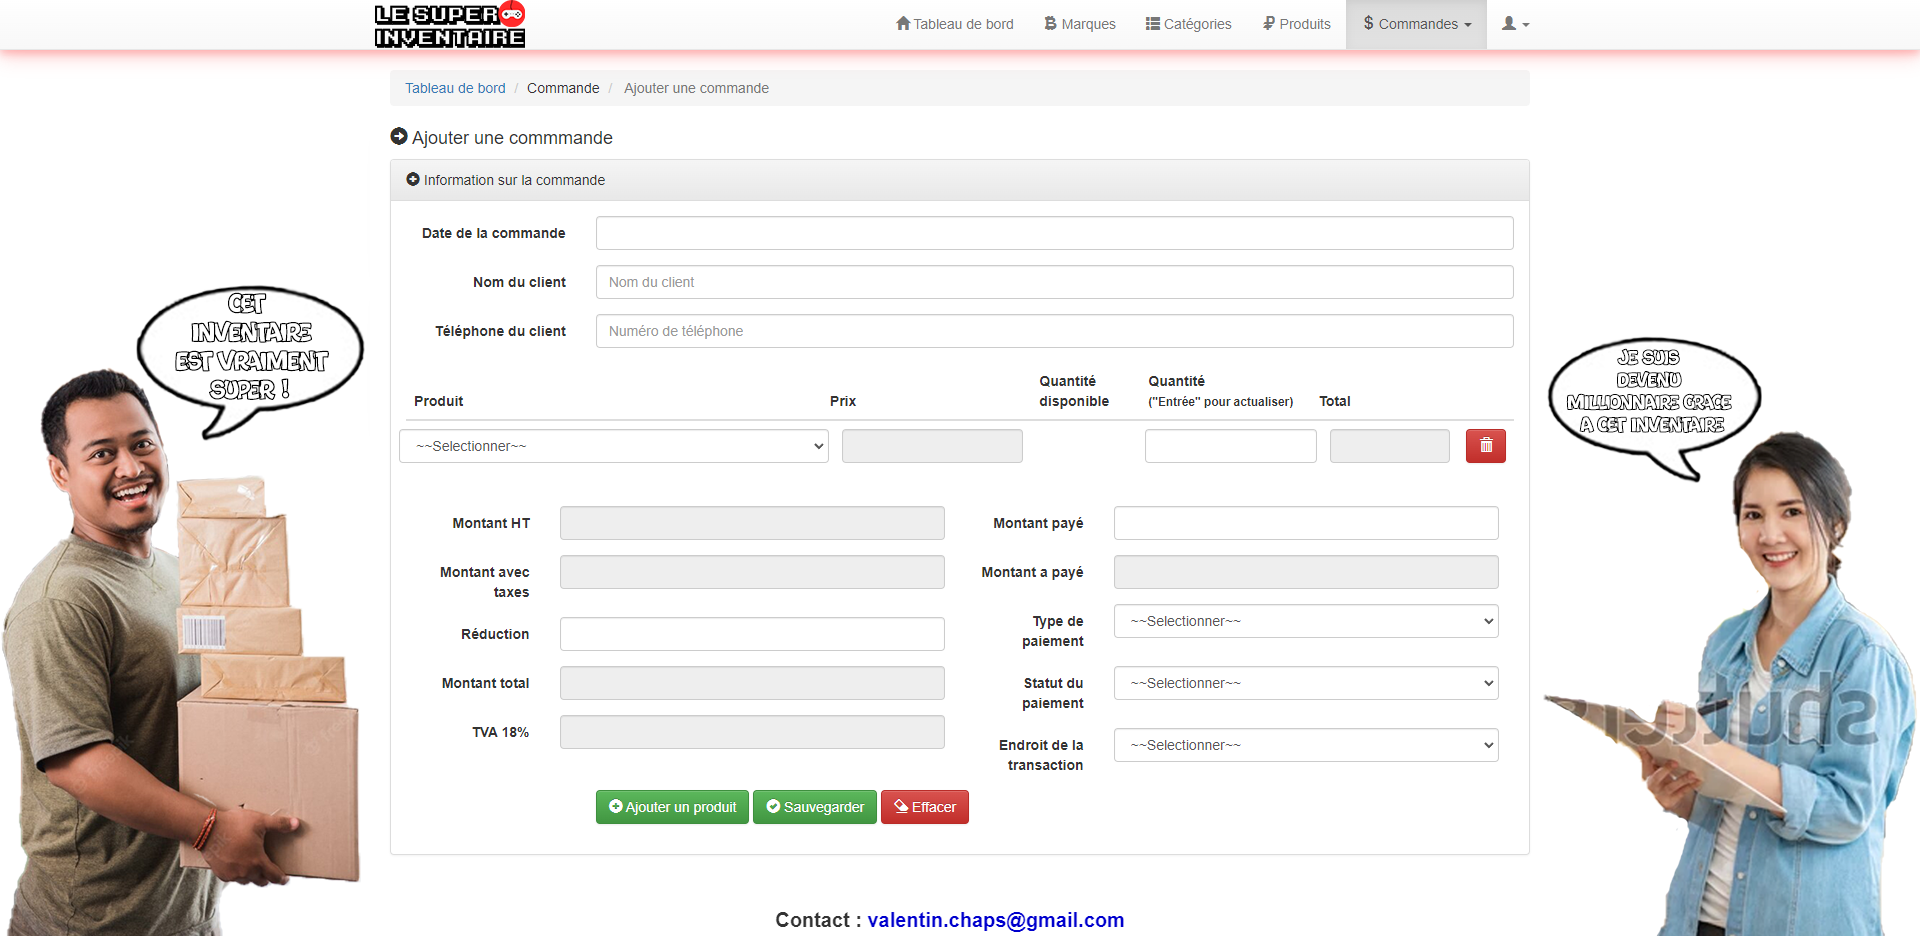 LE SUPER
INVENTAIRE
Tableau de bord
Marques
Catégories
Produits
Commandes
Tableau de bord / Commande / Ajouter une commande
Ajouter une commmande
Information sur la commande
Date de la commande
Nom du client
Nom du client
Téléphone du client
Numéro de téléphone
Produit
Prix
Quantité
disponible
Quantité
("Entrée" pour actualiser)
Total
~~Selectionner~~
Montant HT
Montant avec
taxes
Réduction
Montant total
TVA 18%
Montant payé
Montant a payé
Type de
paiement
~~Selectionner~~
Statut du
paiement
~~Selectionner~~
Endroit de la
transaction
~~Selectionner~~
Ajouter un produit
Sauvegarder
Effacer
CET
INVENTAIRE
EST VRAIMENT
SUPER !
JE SUIS
DEVENU
MILLIONNAIRE GRACE
A CET INVENTAIRE
Contact : valentin.chaps@gmail.com